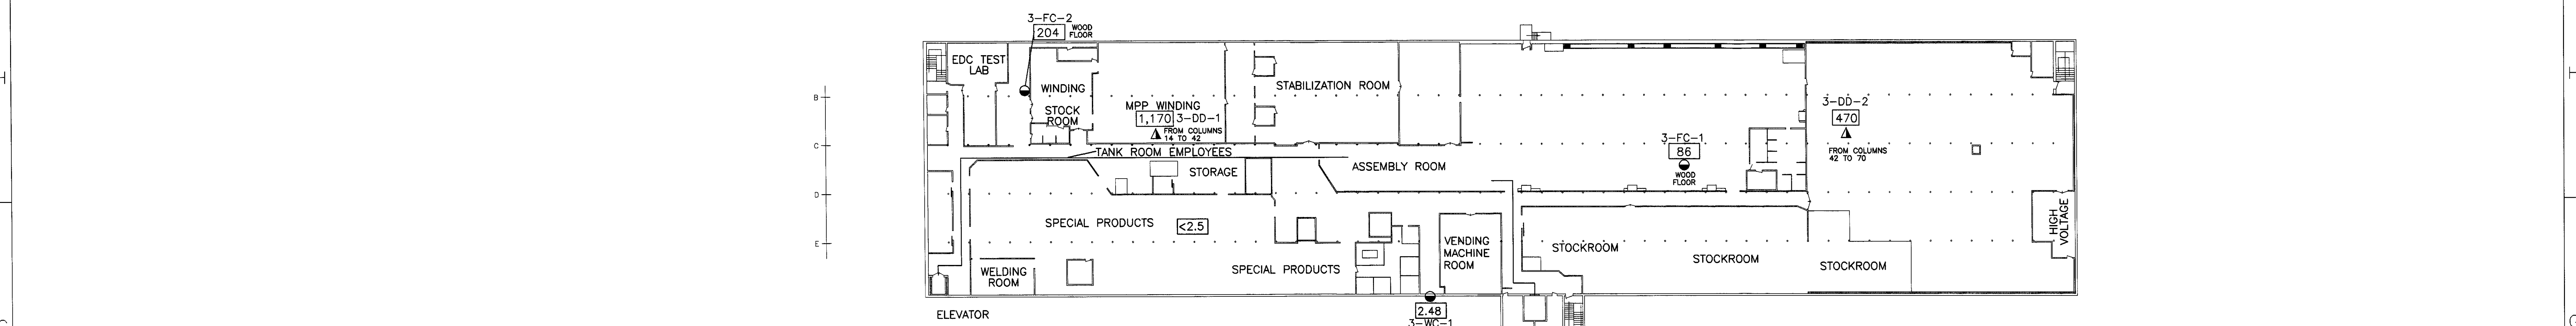 3-FC-2
204
WOOD
FLOOR
EDC TEST
LAB
WINDING
STOCK
ROOM
MPP WINDING
1,170 3-DD-1
FROM COLUMNS
14 TO 42
STABILIZATION ROOM
3-DD-2
470
FROM COLUMNS
42 TO 70
3-FC-1
86
WOOD
FLOOR
B
C
D
E
TANK ROOM EMPLOYEES
STORAGE
ASSEMBLY ROOM
SPECIAL PRODUCTS
<2.5
VENDING
MACHINE
ROOM
STOCKROOM
STOCKROOM
STOCKROOM
HIGH
VOLTAGE
WELDING
ROOM
SPECIAL PRODUCTS
ELEVATOR
2.48
3-WC-1